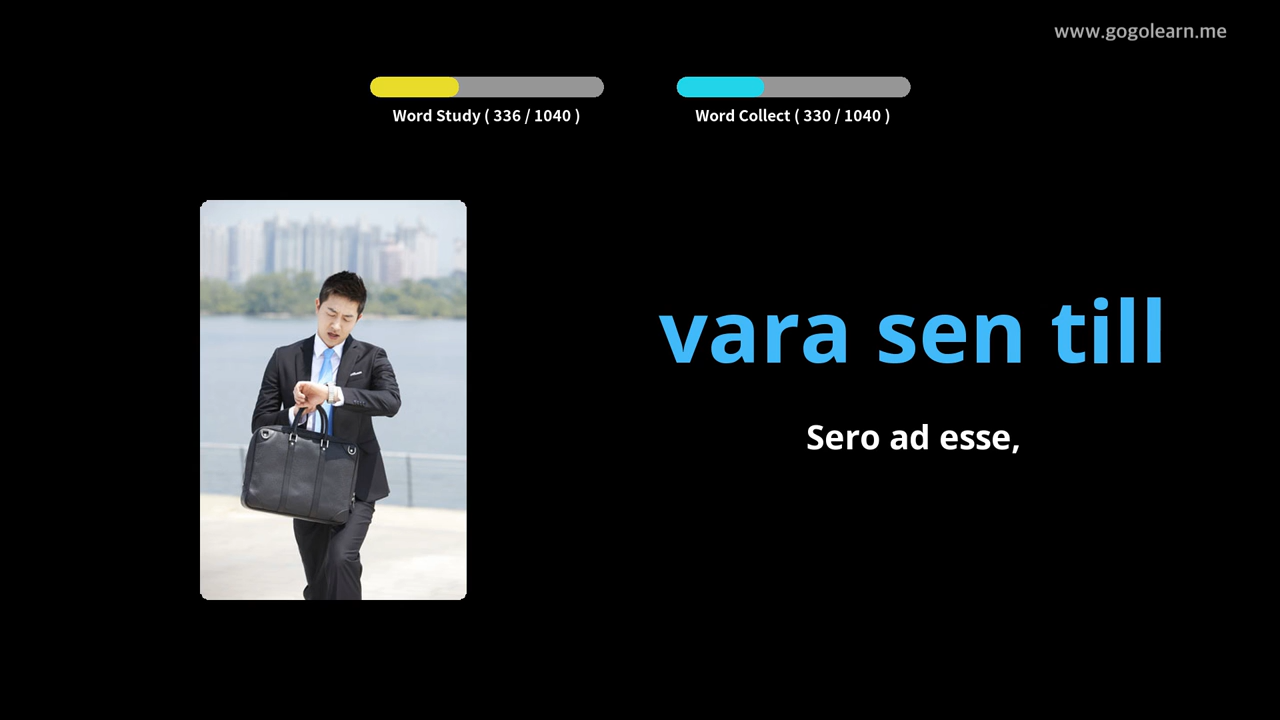 www.gogolearn.me
Word Study ( 336 / 1040 )
Word Collect ( 330 / 1040 )
vara sen till
Sero ad esse,